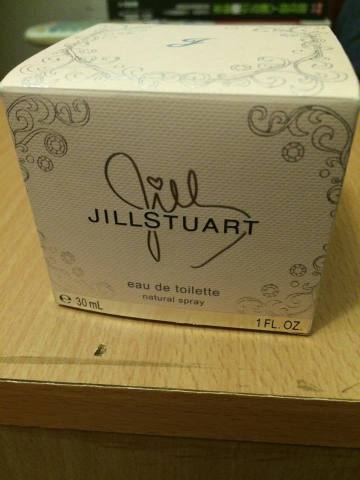 Jill
JILLSTUART
eau de toilette
natural spray
e 30 mL
1 FL. OZ.